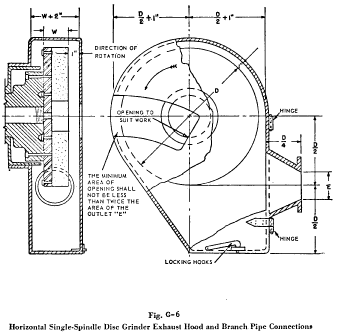 W + 2"
W
1"
D/2 + 1"
D/2 + 1"
DIRECTION OF
ROTATION
D
OPENING TO
SUIT WORK
HINGE
D/4
D/2
E
D/2
THE MINIMUM
AREA OF
OPENING SHALL
NOT BE LESS
THAN TWICE THE
AREA OF THE
OUTLET "E"
HINGE
LOCKING HOOKS
Fig. G-6
Horizontal Single-Spindle Disc Grinder Exhaust Hood and Branch Pipe Connections